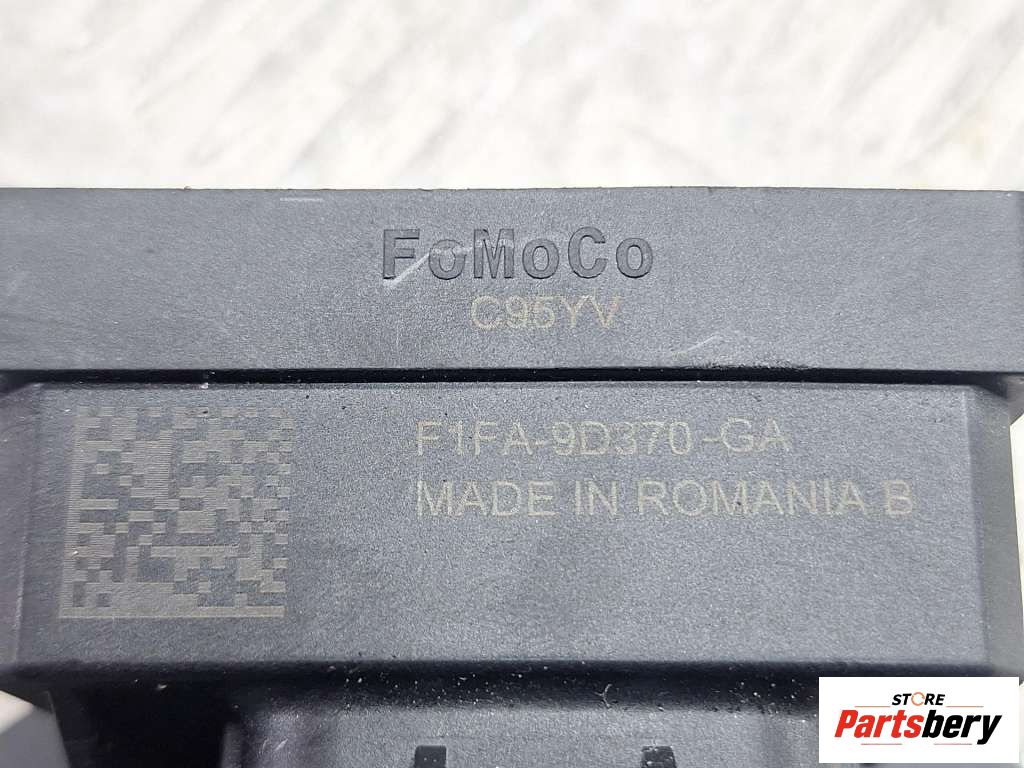 FoMoCo
C95YV
F1FA-9D370-GA
MADE IN ROMANIA B
STORE
Partsbery